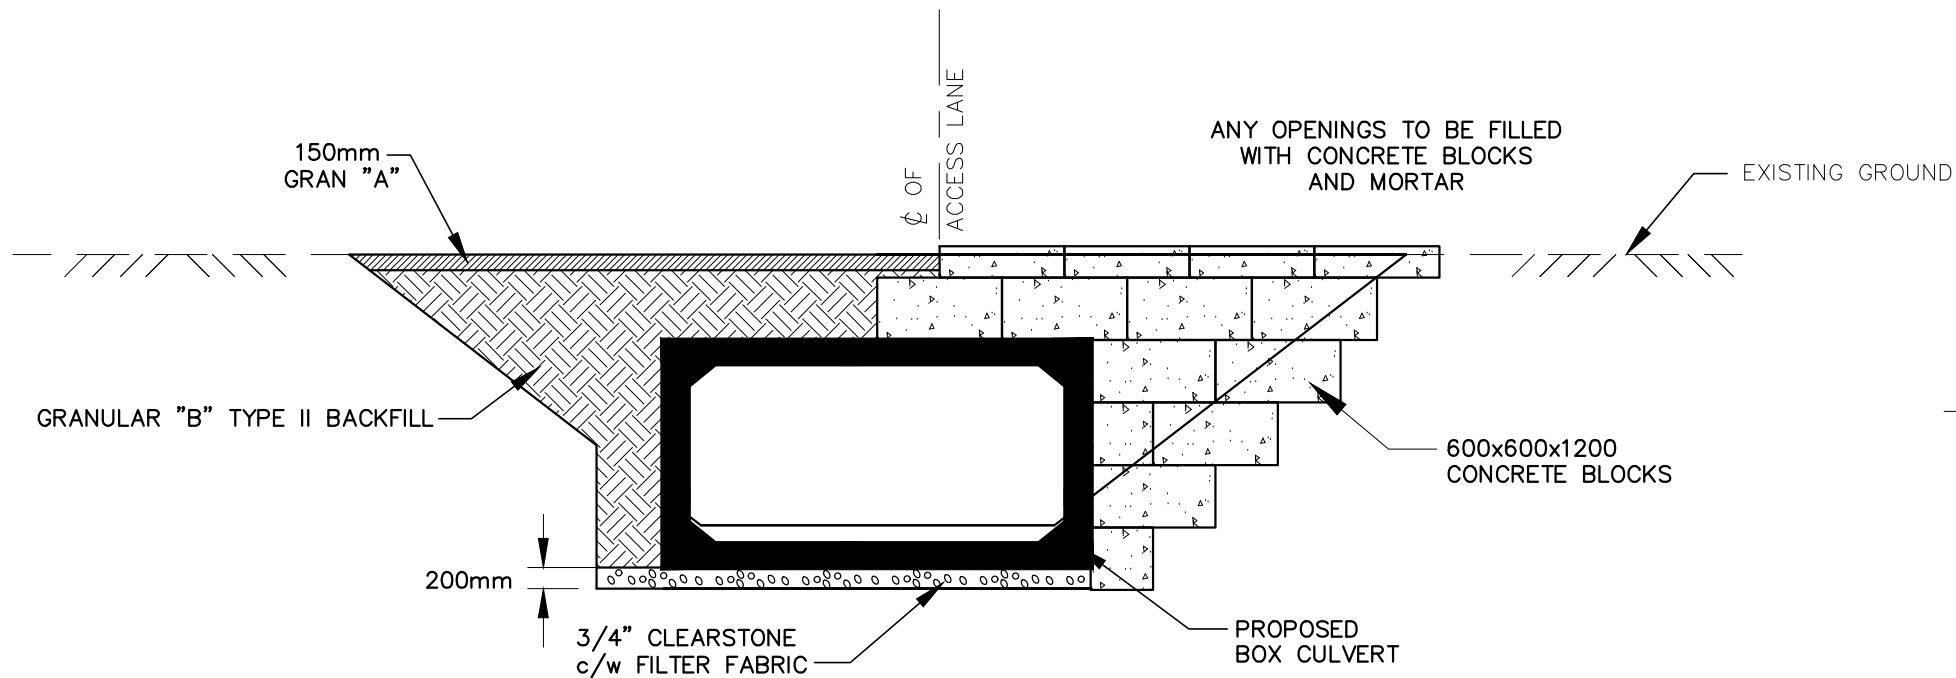 150mm
GRAN "A"
℄ OF
ACCESS LANE
ANY OPENINGS TO BE FILLED
WITH CONCRETE BLOCKS
AND MORTAR
EXISTING GROUND
GRANULAR "B" TYPE II BACKFILL
600x600x1200
CONCRETE BLOCKS
200mm
3/4" CLEARSTONE
c/w FILTER FABRIC
PROPOSED
BOX CULVERT